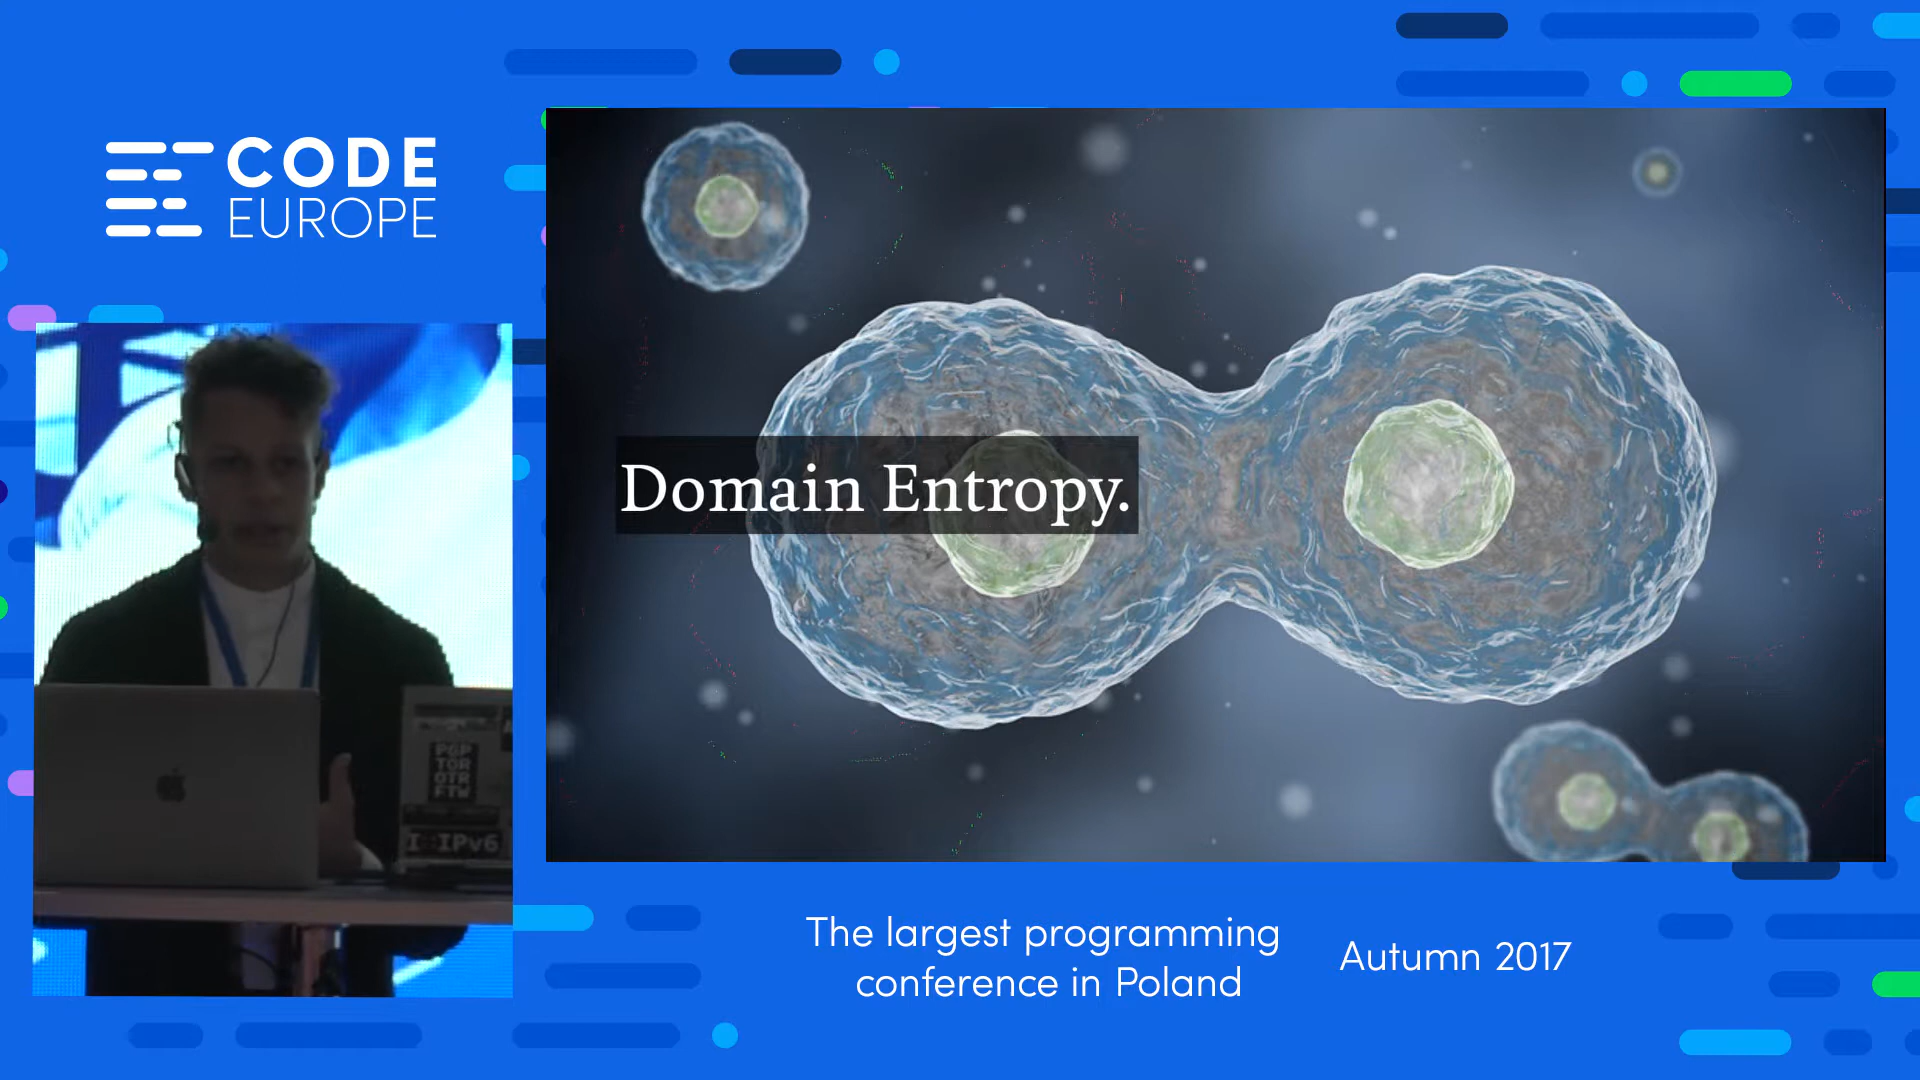 CODE
EUROPE
Domain Entropy.
PGP
TOR
OTR
FTW
IPv6
The largest programming
conference in Poland
Autumn 2017